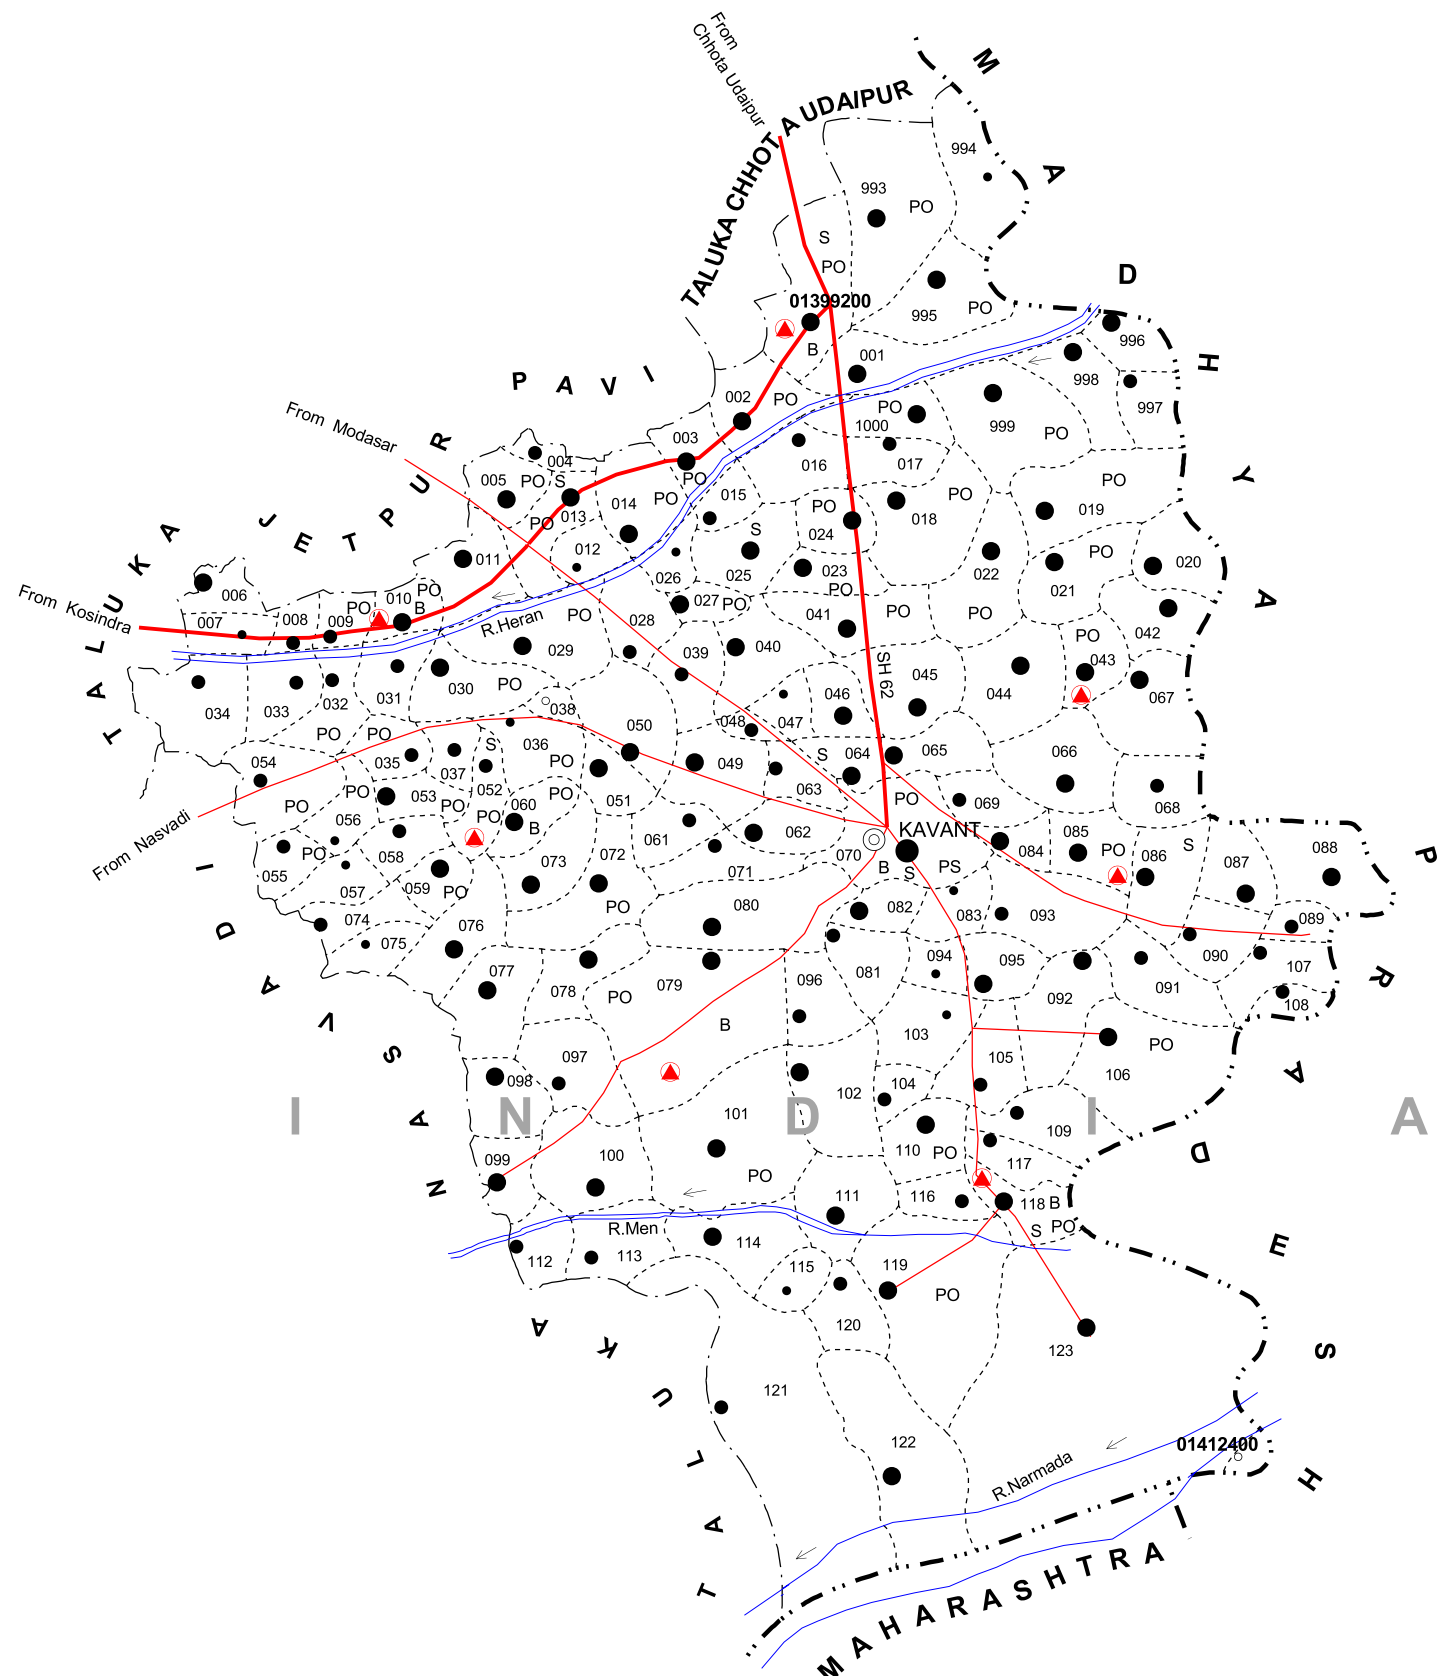 From
Chhota Udaipur
TALUKA CHHOTA UDAIPUR
MADHYA PRADESH
994
993
PO
S
PO
01399200
995
PO
B
001
996
998
997
TALUKA JETPUR PAVI
002
PO
PO
1000
999
PO
From Modasar
003
004
005
PO
S
PO
016
017
PO
013
PO
014
PO
015
018
PO
019
PO
024
S
011
012
026
025
023
022
021
PO
020
006
010
PO
PO
B
027
PO
PO
041
PO
PO
042
From Kosindra
007
008
009
R.Heran
PO
028
029
039
040
SH 62
PO
043
045
044
067
034
033
032
031
030
PO
038
046
047
048
050
PO
PO
036
S
035
037
PO
049
S
064
065
066
054
052
063
PO
069
068
From Nasvadi
PO
PO
053
PO
PO
060
B
PO
051
056
061
062
KAVANT
070
084
085
PO
086
S
087
088
055
PO
057
058
059
PO
073
072
071
B
S
PS
074
075
076
PO
080
082
083
093
089
077
078
PO
079
096
081
094
095
092
091
090
107
108
B
103
105
106
PO
097
098
104
102
101
109
INDIA
099
100
110
PO
117
PO
111
116
118
B
S
PO
R.Men
112
113
114
115
119
PO
120
123
121
122
TALUKA NASVADI
01412400
R.Narmada
MAHARASHTRA